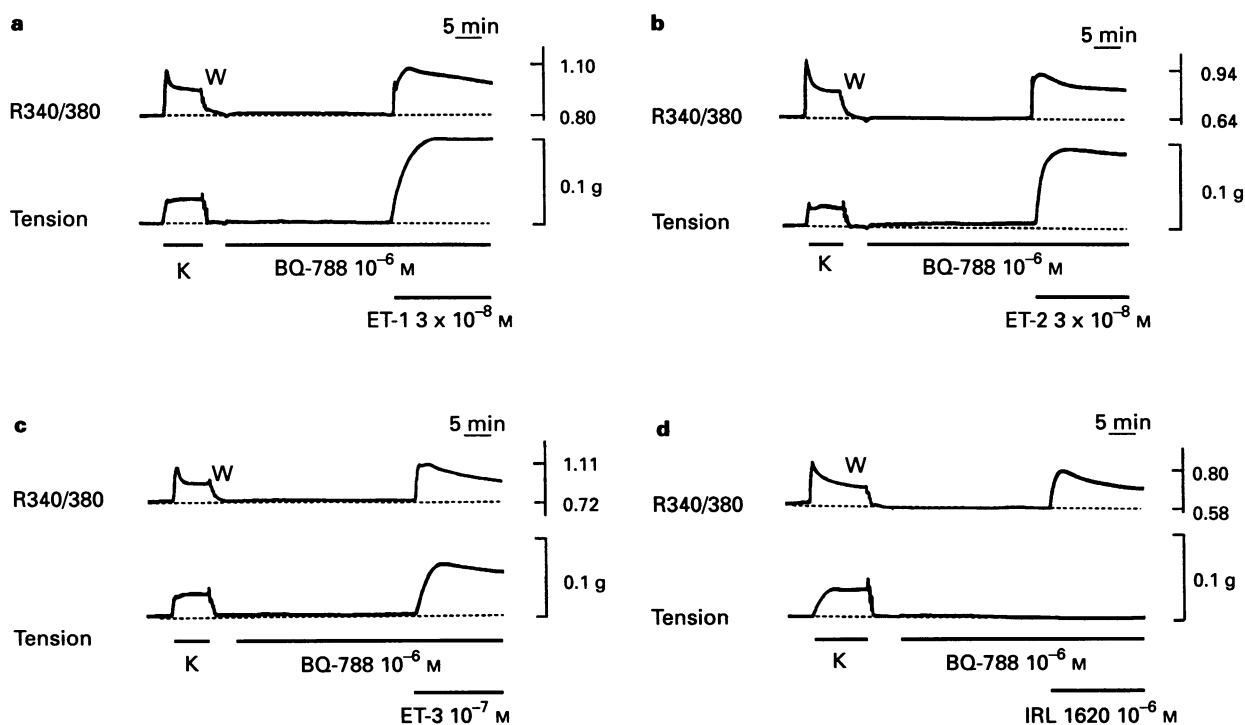 a
5 min
W
1.10
R340/380
0.80
0.1 g
Tension
K
BQ-788 10⁻⁶ M
ET-1 3 x 10⁻⁸ M
b
5 min
W
0.94
R340/380
0.64
0.1 g
Tension
K
BQ-788 10⁻⁶ M
ET-2 3 x 10⁻⁸ M
c
5 min
W
1.11
R340/380
0.72
0.1 g
Tension
K
BQ-788 10⁻⁶ M
ET-3 10⁻⁷ M
d
5 min
W
0.80
R340/380
0.58
0.1 g
Tension
K
BQ-788 10⁻⁶ M
IRL 1620 10⁻⁶ M